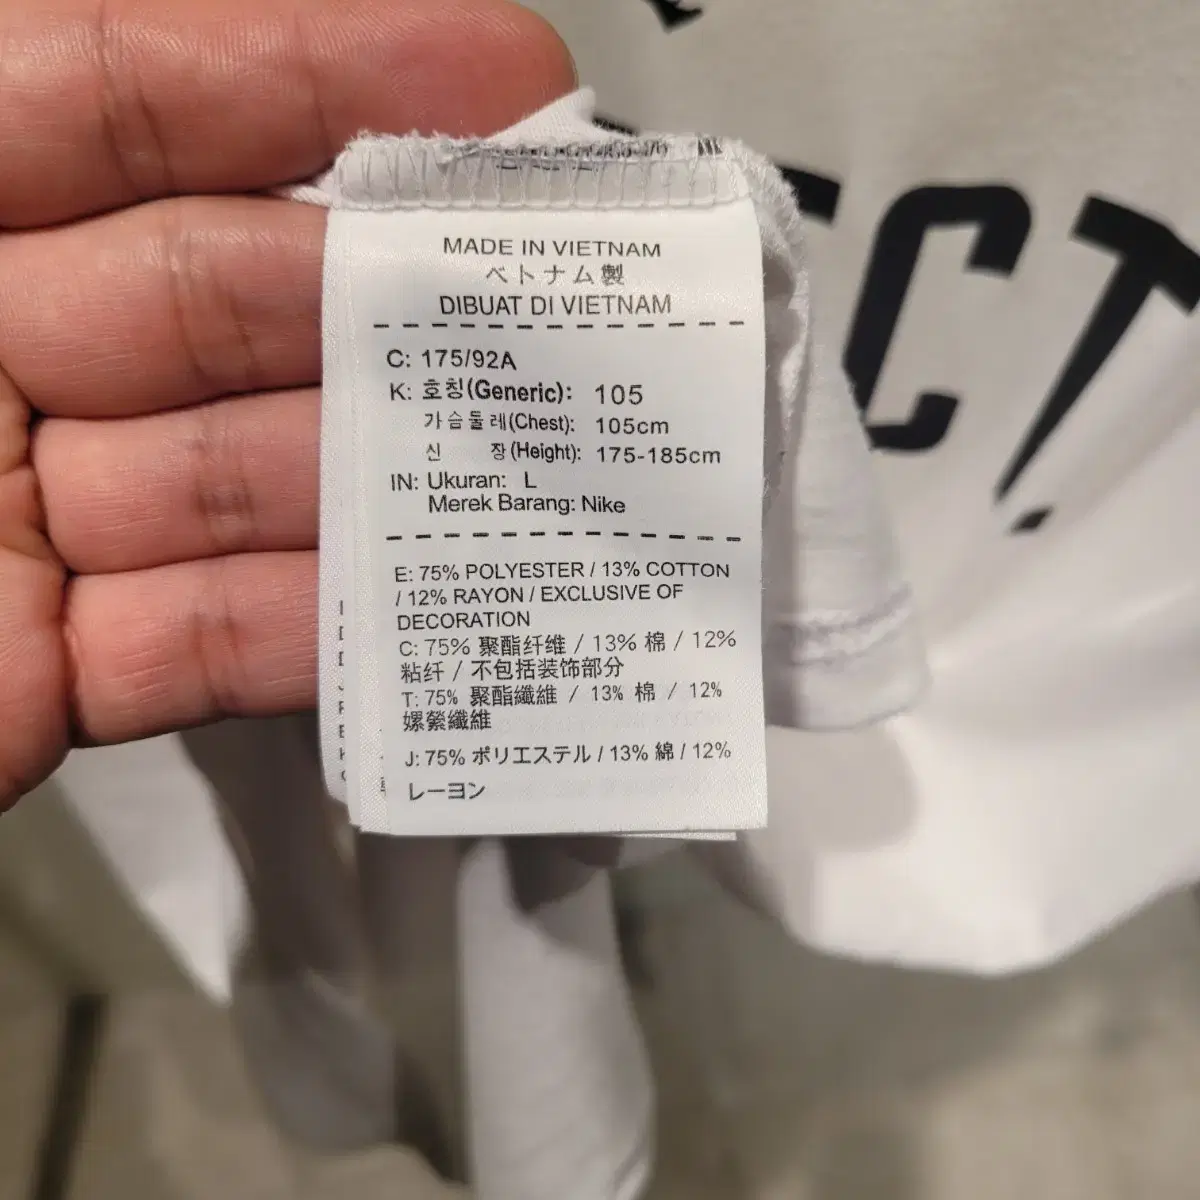 MADE IN VIETNAM
ベトナム製
DIBUAT DI VIETNAM
C: 175/92A
K: 호칭(Generic): 105
가슴둘레(Chest): 105cm
신 장(Height): 175-185cm
IN: Ukuran: L
Merek Barang: Nike
E: 75% POLYESTER / 13% COTTON
/ 12% RAYON / EXCLUSIVE OF
DECORATION
C: 75% 聚酯纤维 / 13% 棉 / 12%
粘纤 / 不包括装饰部分
T: 75% 聚酯纖維 / 13% 棉 / 12%
嫘縈纖維
J: 75% ポリエステル / 13% 綿 / 12%
レーヨン
CT